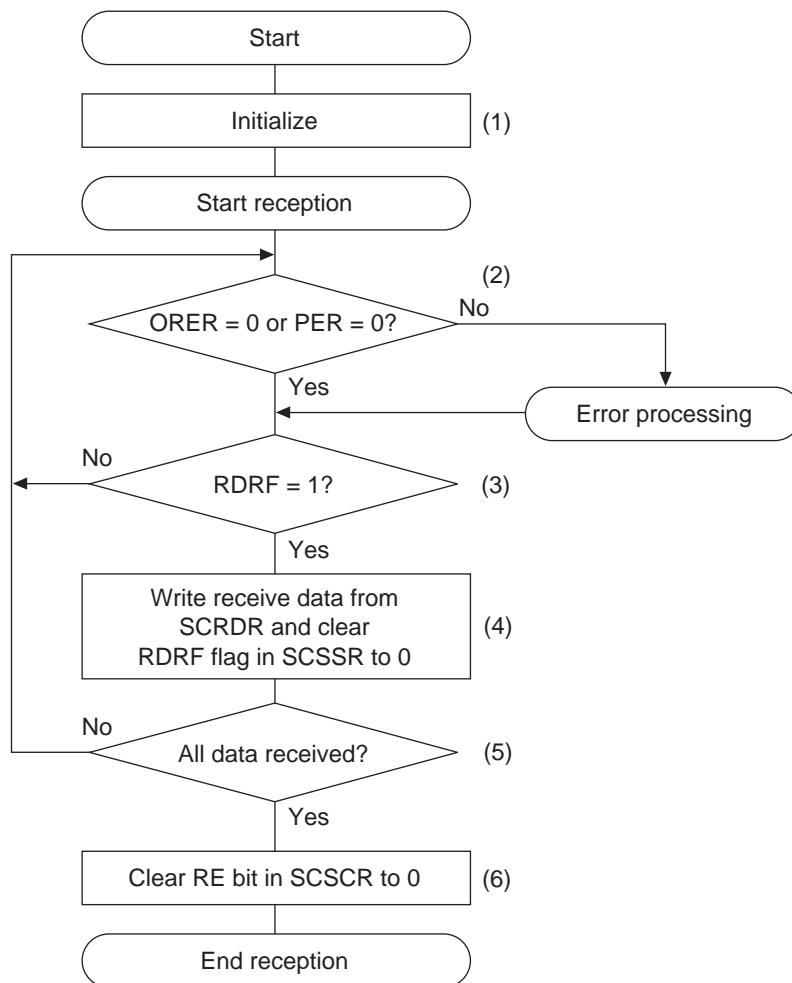 Start
Initialize
(1)
Start reception
(2)
ORER = 0 or PER = 0?
No
Yes
Error processing
No
RDRF = 1?
(3)
Yes
Write receive data from
SCRDR and clear
RDRF flag in SCSSR to 0
(4)
No
All data received?
(5)
Yes
Clear RE bit in SCSCR to 0
(6)
End reception